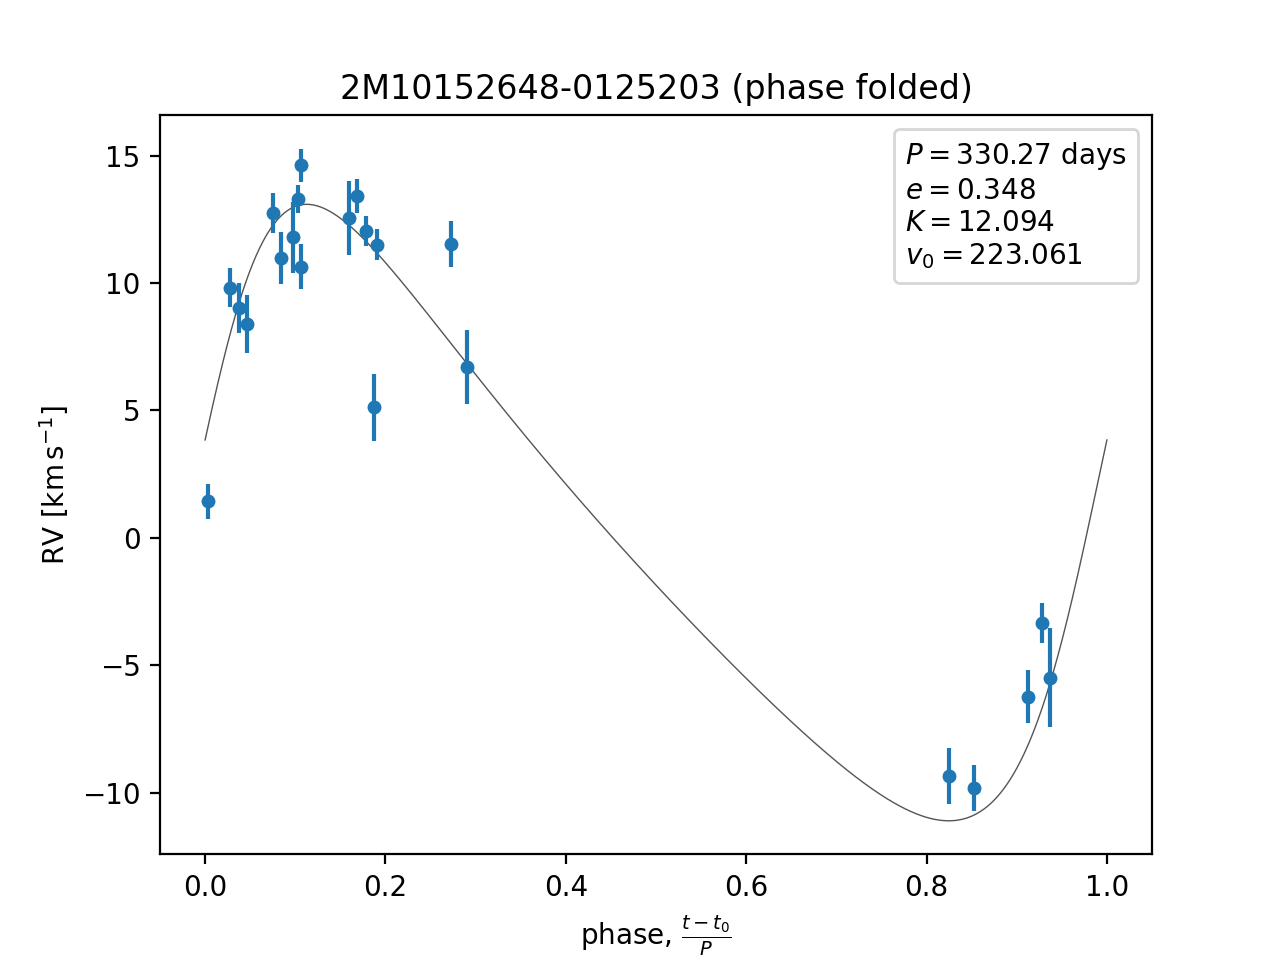 2M10152648-0125203 (phase folded)
P = 330.27 days
e = 0.348
K = 12.094
v₀ = 223.061
RV [km s⁻¹]
15
10
5
0
−5
−10
0.0 0.2 0.4 0.6 0.8 1.0
phase, (t − t₀)/P